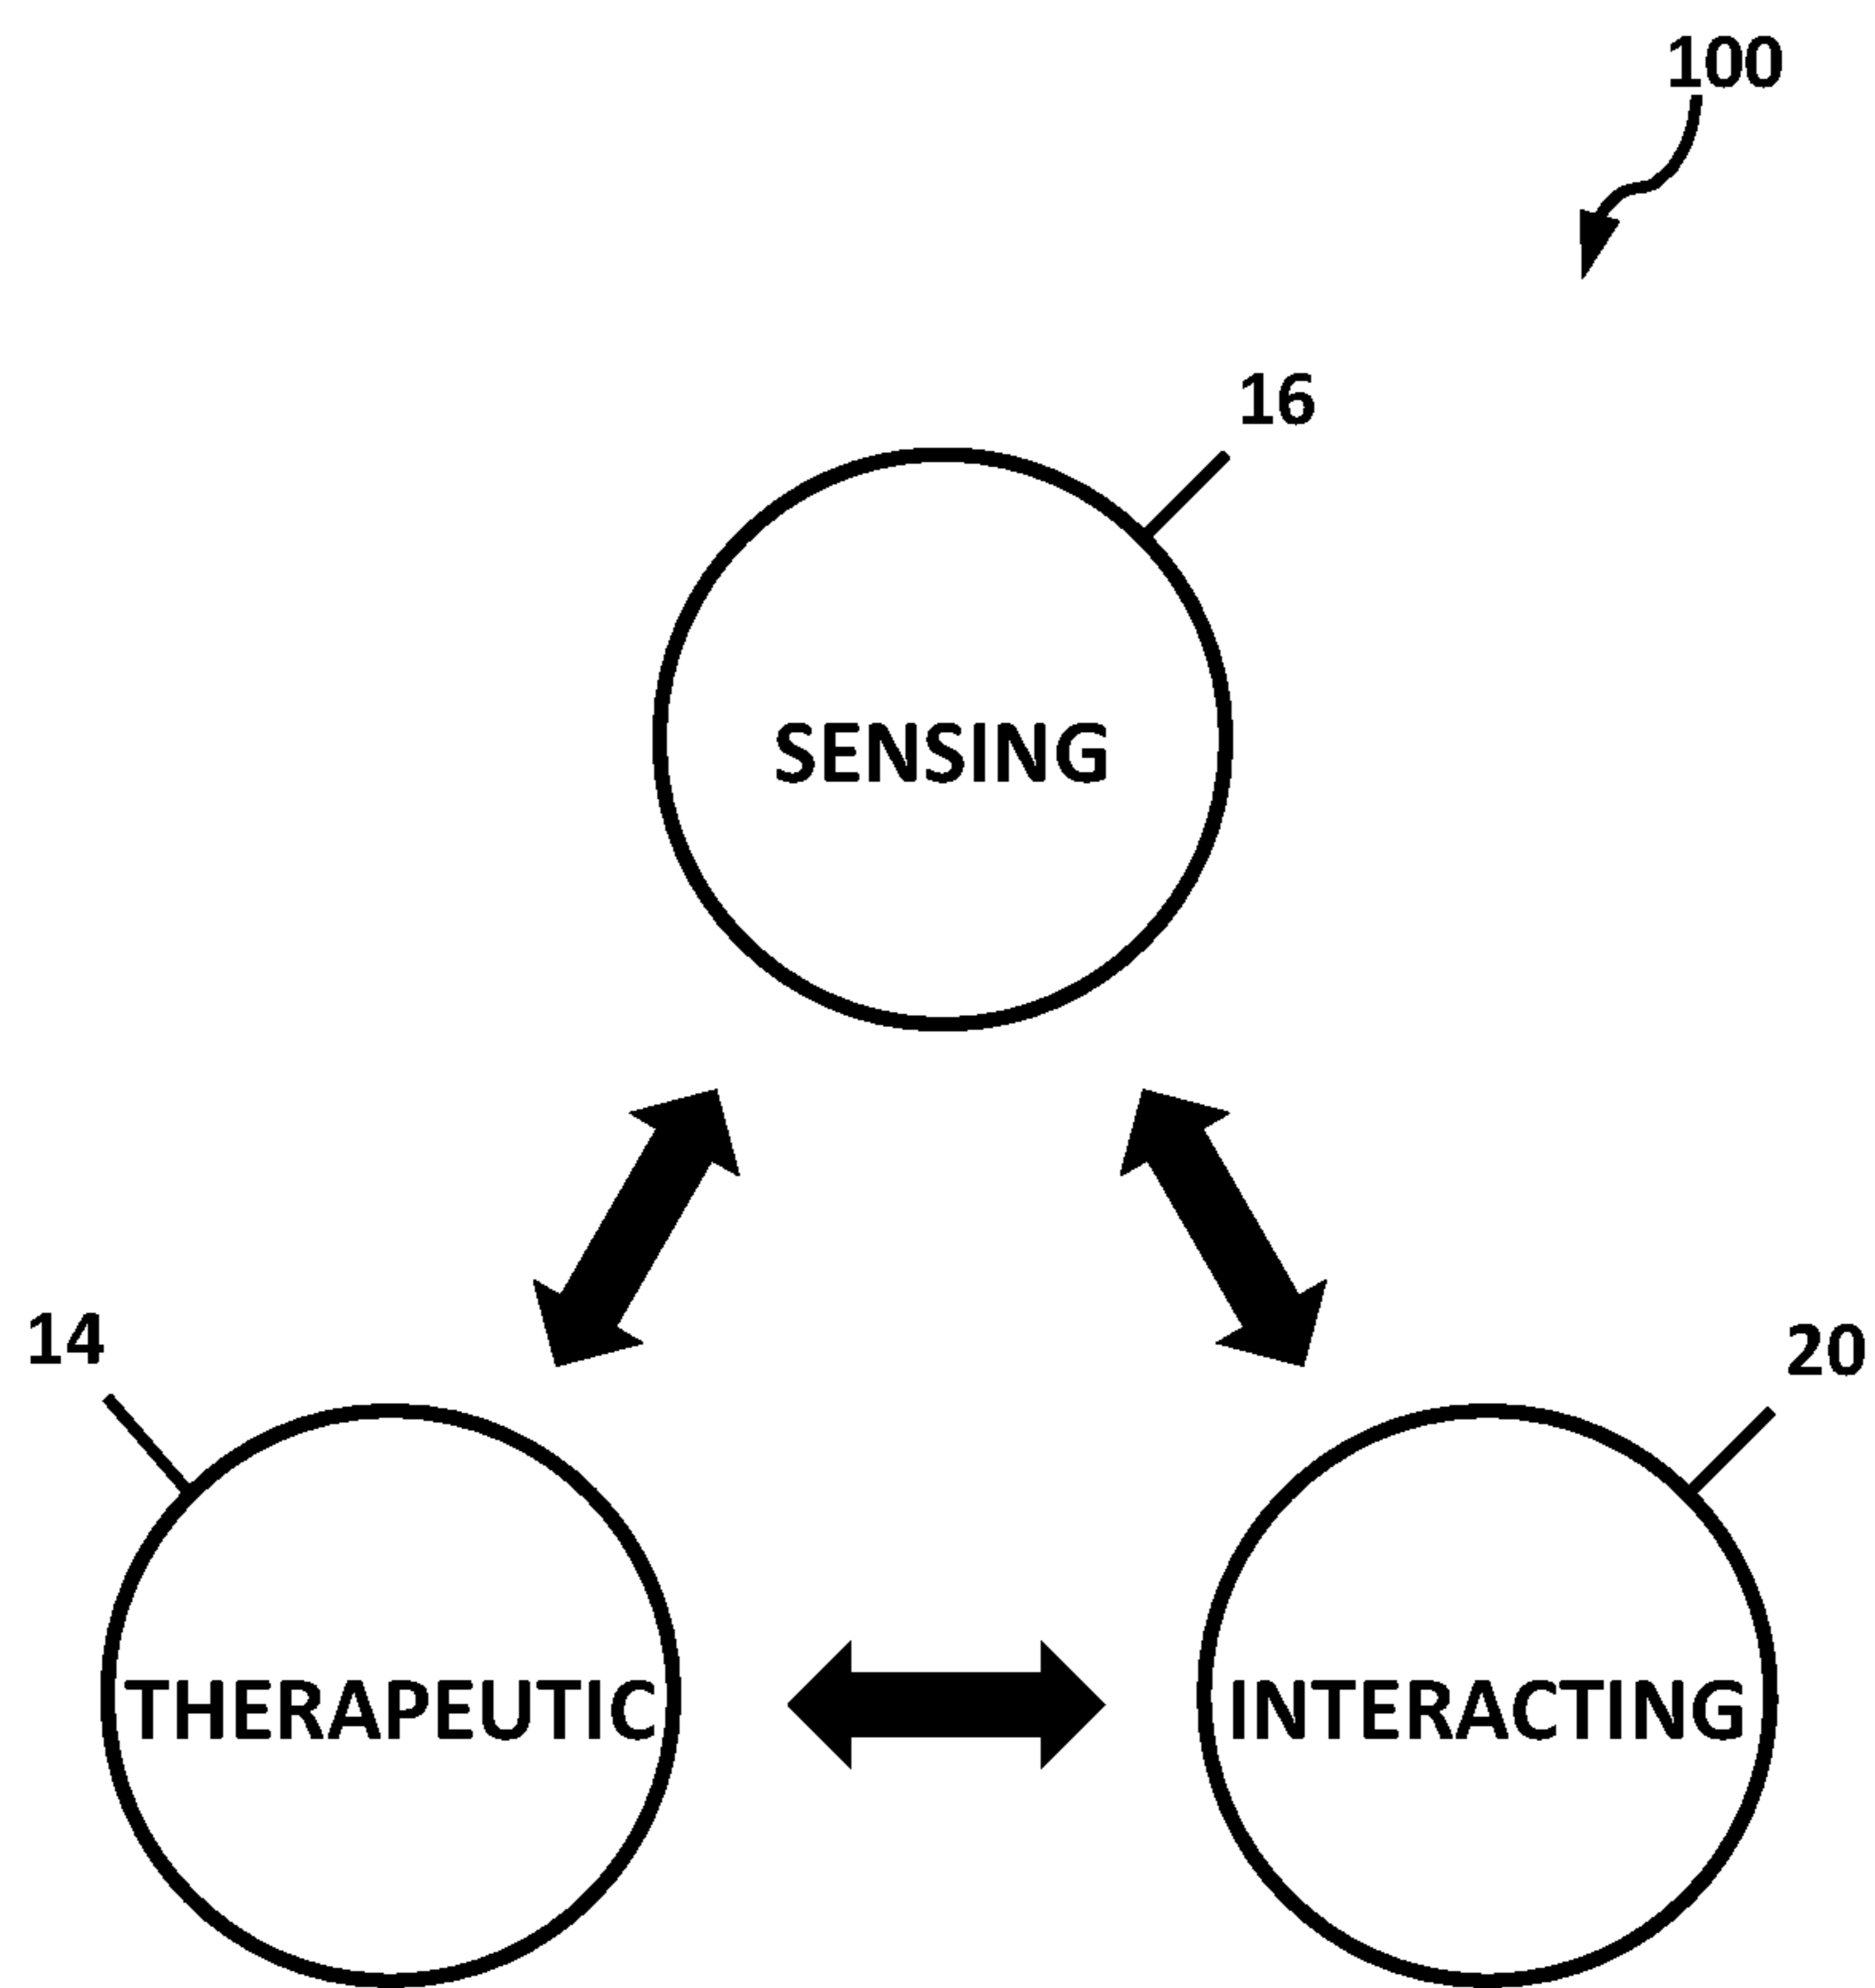 100
16
SENSING
14
20
THERAPEUTIC
INTERACTING